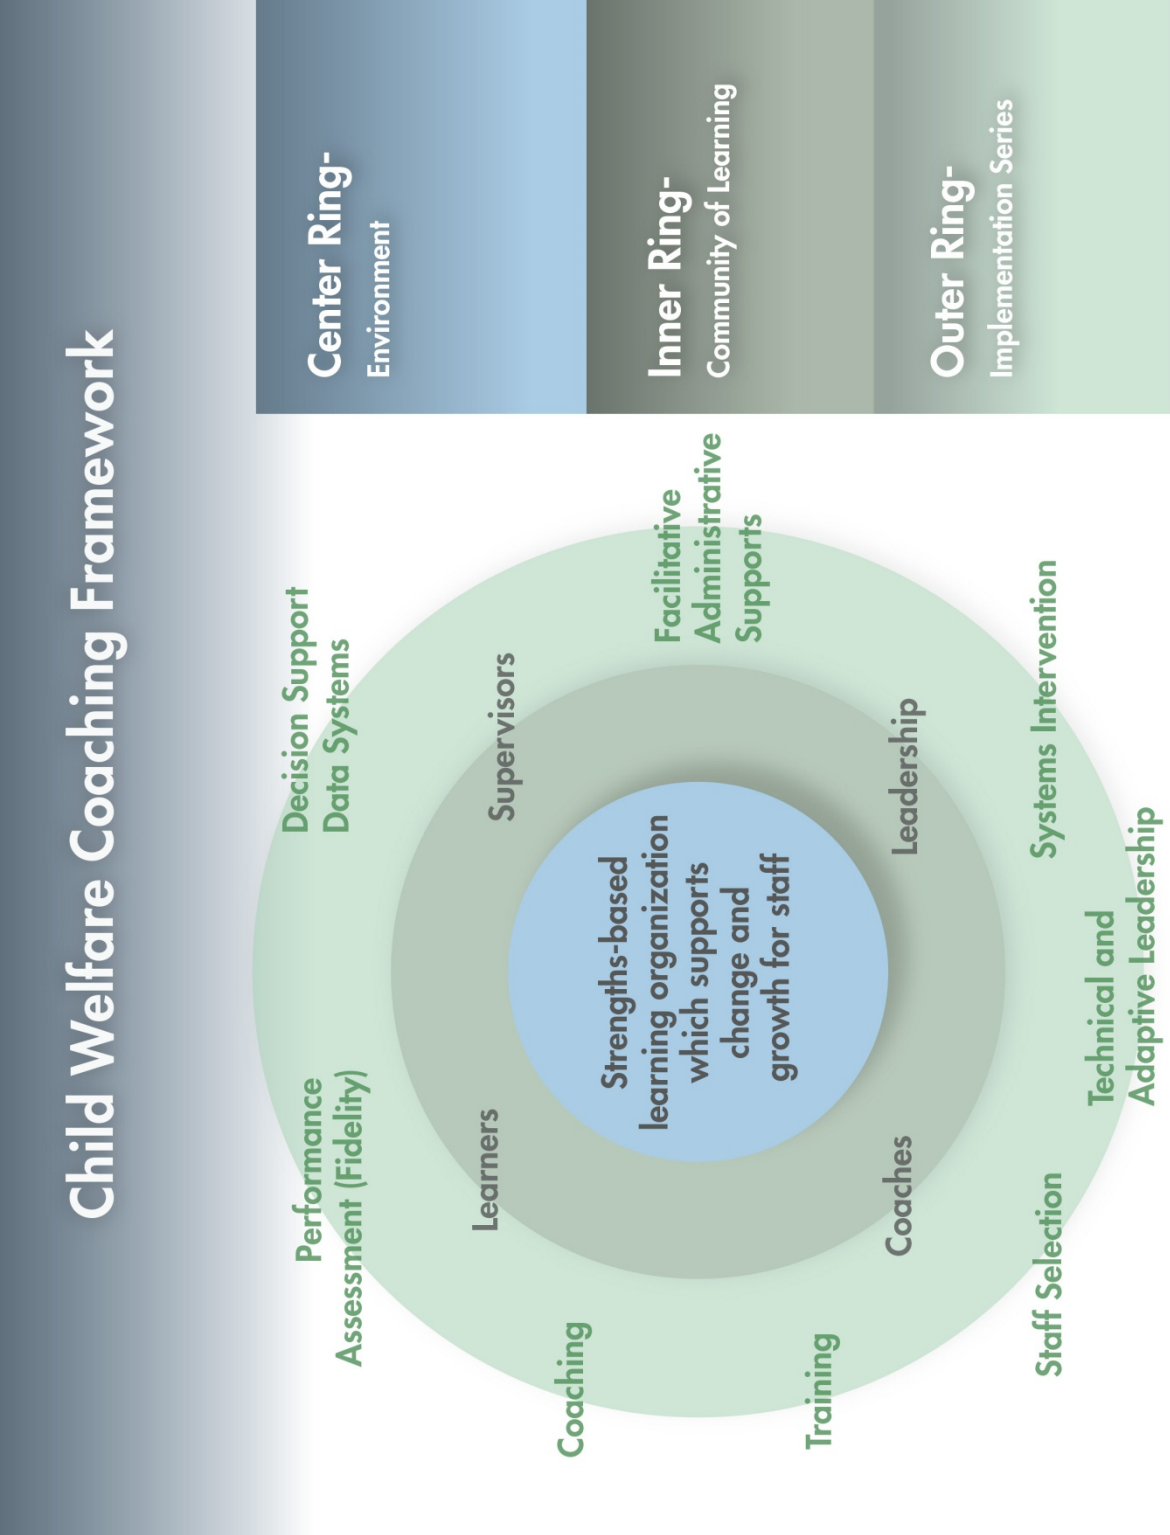 Child Welfare Coaching Framework
Performance
Assessment (Fidelity)
Decision Support
Data Systems
Coaching
Learners
Supervisors
Facilitative
Administrative
Supports
Strengths-based
learning organization
which supports
change and
growth for staff
Training
Coaches
Leadership
Staff Selection
Technical and
Adaptive Leadership
Systems Intervention
Center Ring-
Environment
Inner Ring-
Community of Learning
Outer Ring-
Implementation Series